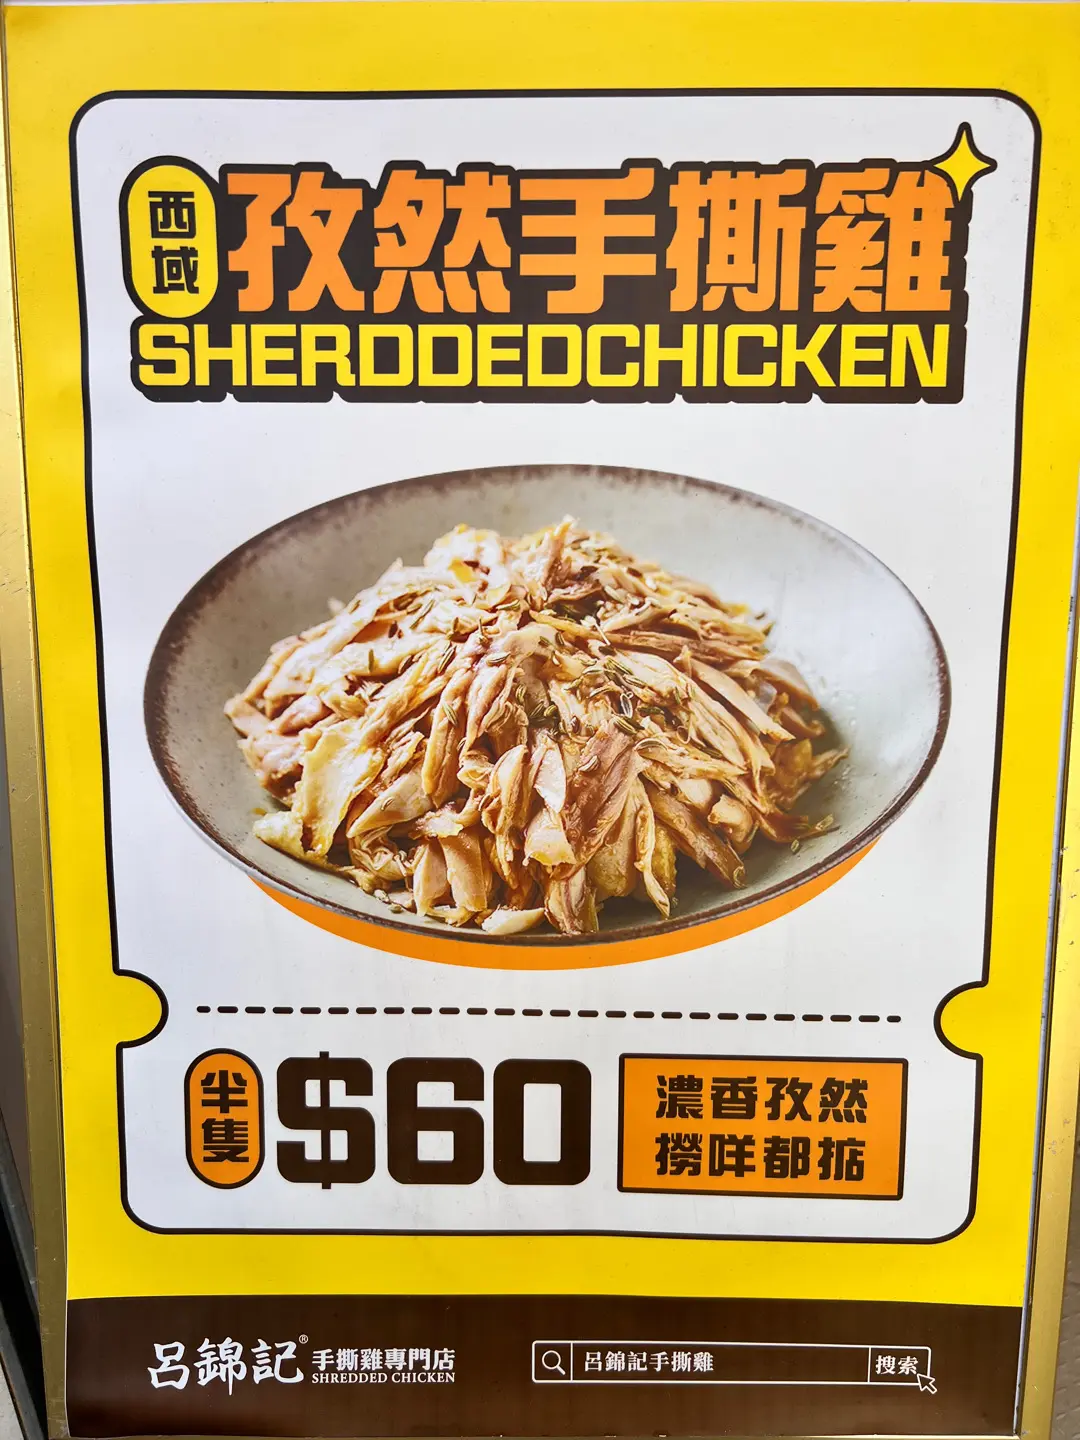 西域
孜然手撕雞
SHERDDEDCHICKEN
半隻
$60
濃香孜然
撈咩都掂
呂錦記®
手撕雞專門店
SHREDDED CHICKEN
呂錦記手撕雞
搜索